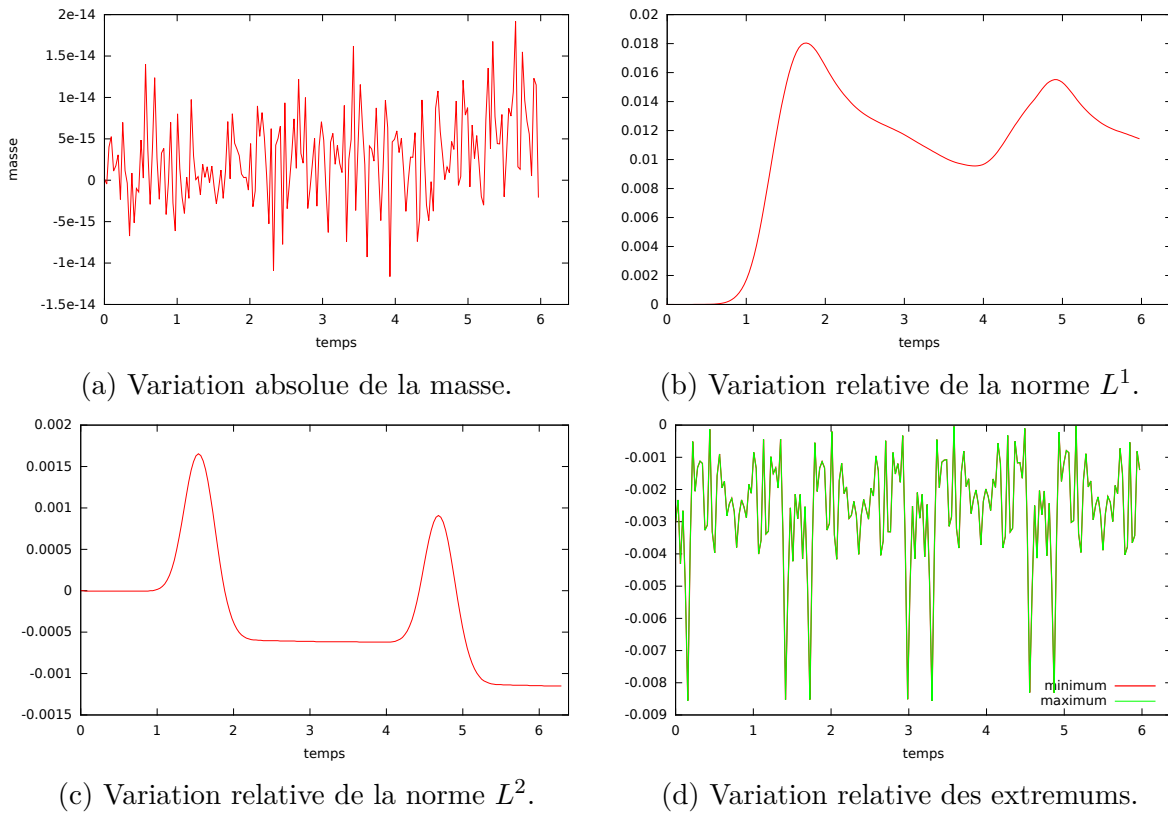 2e-14
1.5e-14
1e-14
5e-15
0
-5e-15
-1e-14
-1.5e-14
masse
0 1 2 3 4 5 6
temps
(a) Variation absolue de la masse.
0.02
0.018
0.016
0.014
0.012
0.01
0.008
0.006
0.004
0.002
0
0 1 2 3 4 5 6
temps
(b) Variation relative de la norme L¹.
0.002
0.0015
0.001
0.0005
0
-0.0005
-0.001
-0.0015
0 1 2 3 4 5 6
temps
(c) Variation relative de la norme L².
0
-0.001
-0.002
-0.003
-0.004
-0.005
-0.006
-0.007
-0.008
-0.009
minimum
maximum
0 1 2 3 4 5 6
temps
(d) Variation relative des extremums.